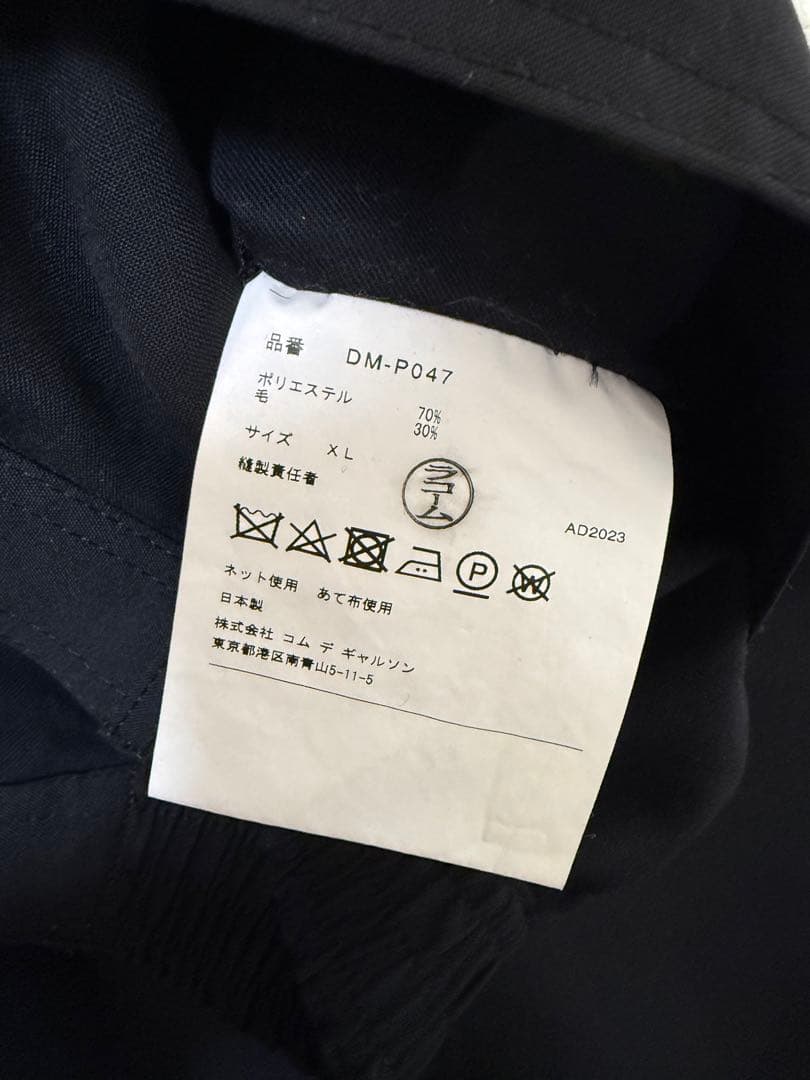 品番 DM-P047
ポリエステル 70%
毛 30%
サイズ XL
縫製責任者 ラコーム
AD2023
P W
ネット使用 あて布使用
日本製
株式会社 コム デ ギャルソン
東京都港区南青山5-11-5